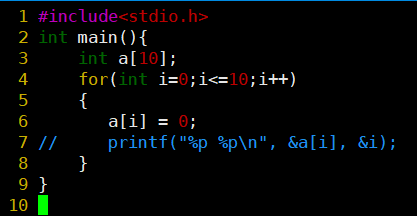 1 #include<stdio.h>
2 int main(){
3     int a[10];
4     for(int i=0;i<=10;i++)
5     {
6        a[i] = 0;
7 //     printf("%p %p\n", &a[i], &i);
8     }
9 }
10